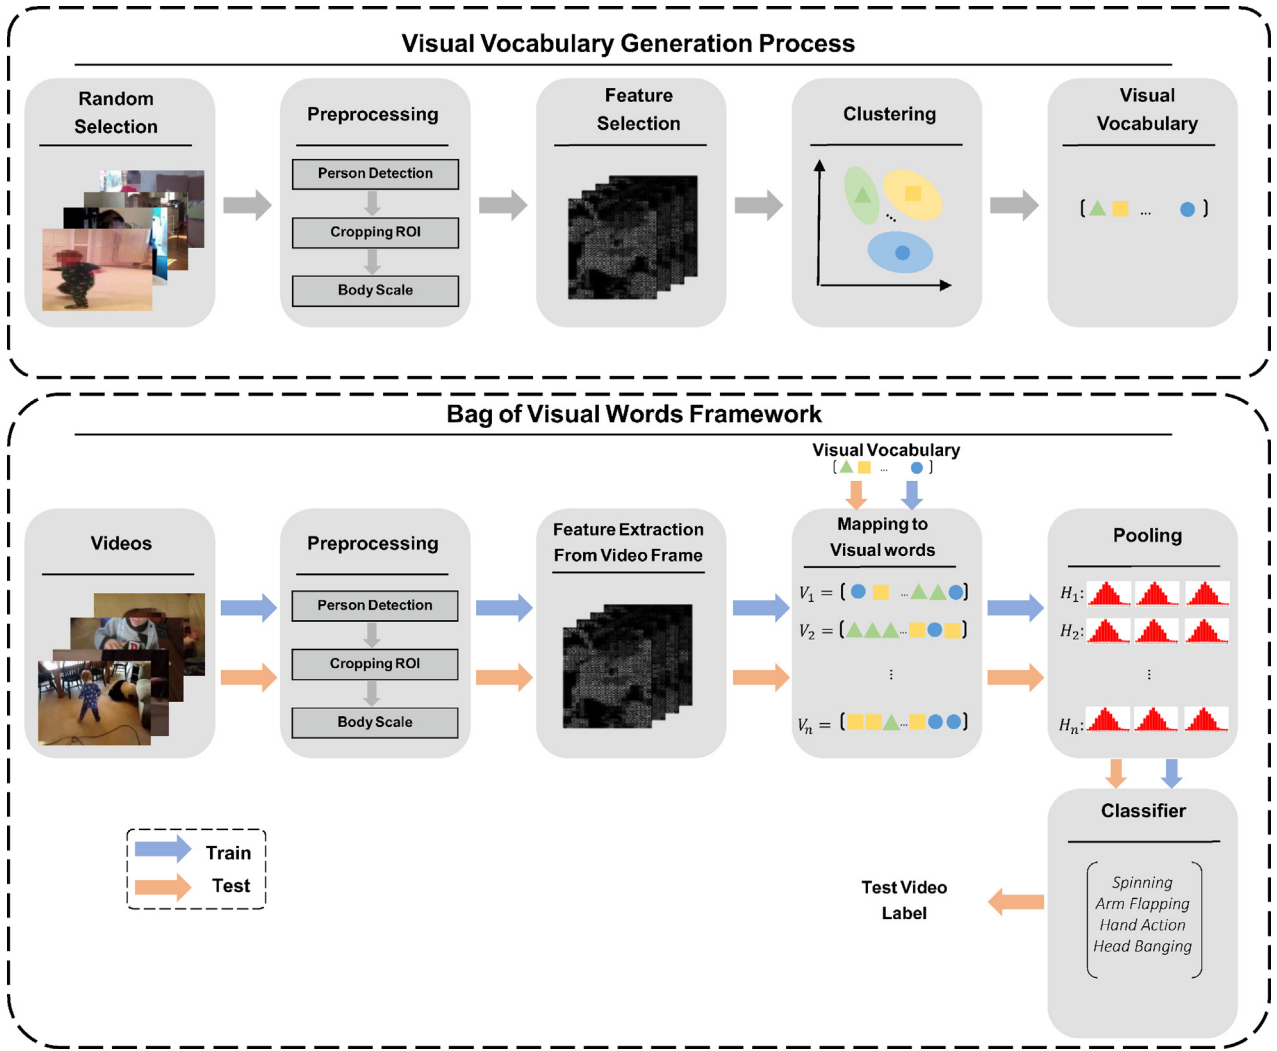 Visual Vocabulary Generation Process
Random
Selection
Preprocessing
Person Detection
Cropping ROI
Body Scale
Feature
Selection
Clustering
...
Visual
Vocabulary
{ ... }
Bag of Visual Words Framework
Visual Vocabulary
{ ... }
Videos
Preprocessing
Person Detection
Cropping ROI
Body Scale
Feature Extraction
From Video Frame
Mapping to
Visual words
V₁ = { ... }
V₂ = { ... }
⋮
Vₙ = { ... }
Pooling
H₁:
H₂:
⋮
Hₙ:
Classifier
Spinning
Arm Flapping
Hand Action
Head Banging
Test Video
Label
Train
Test